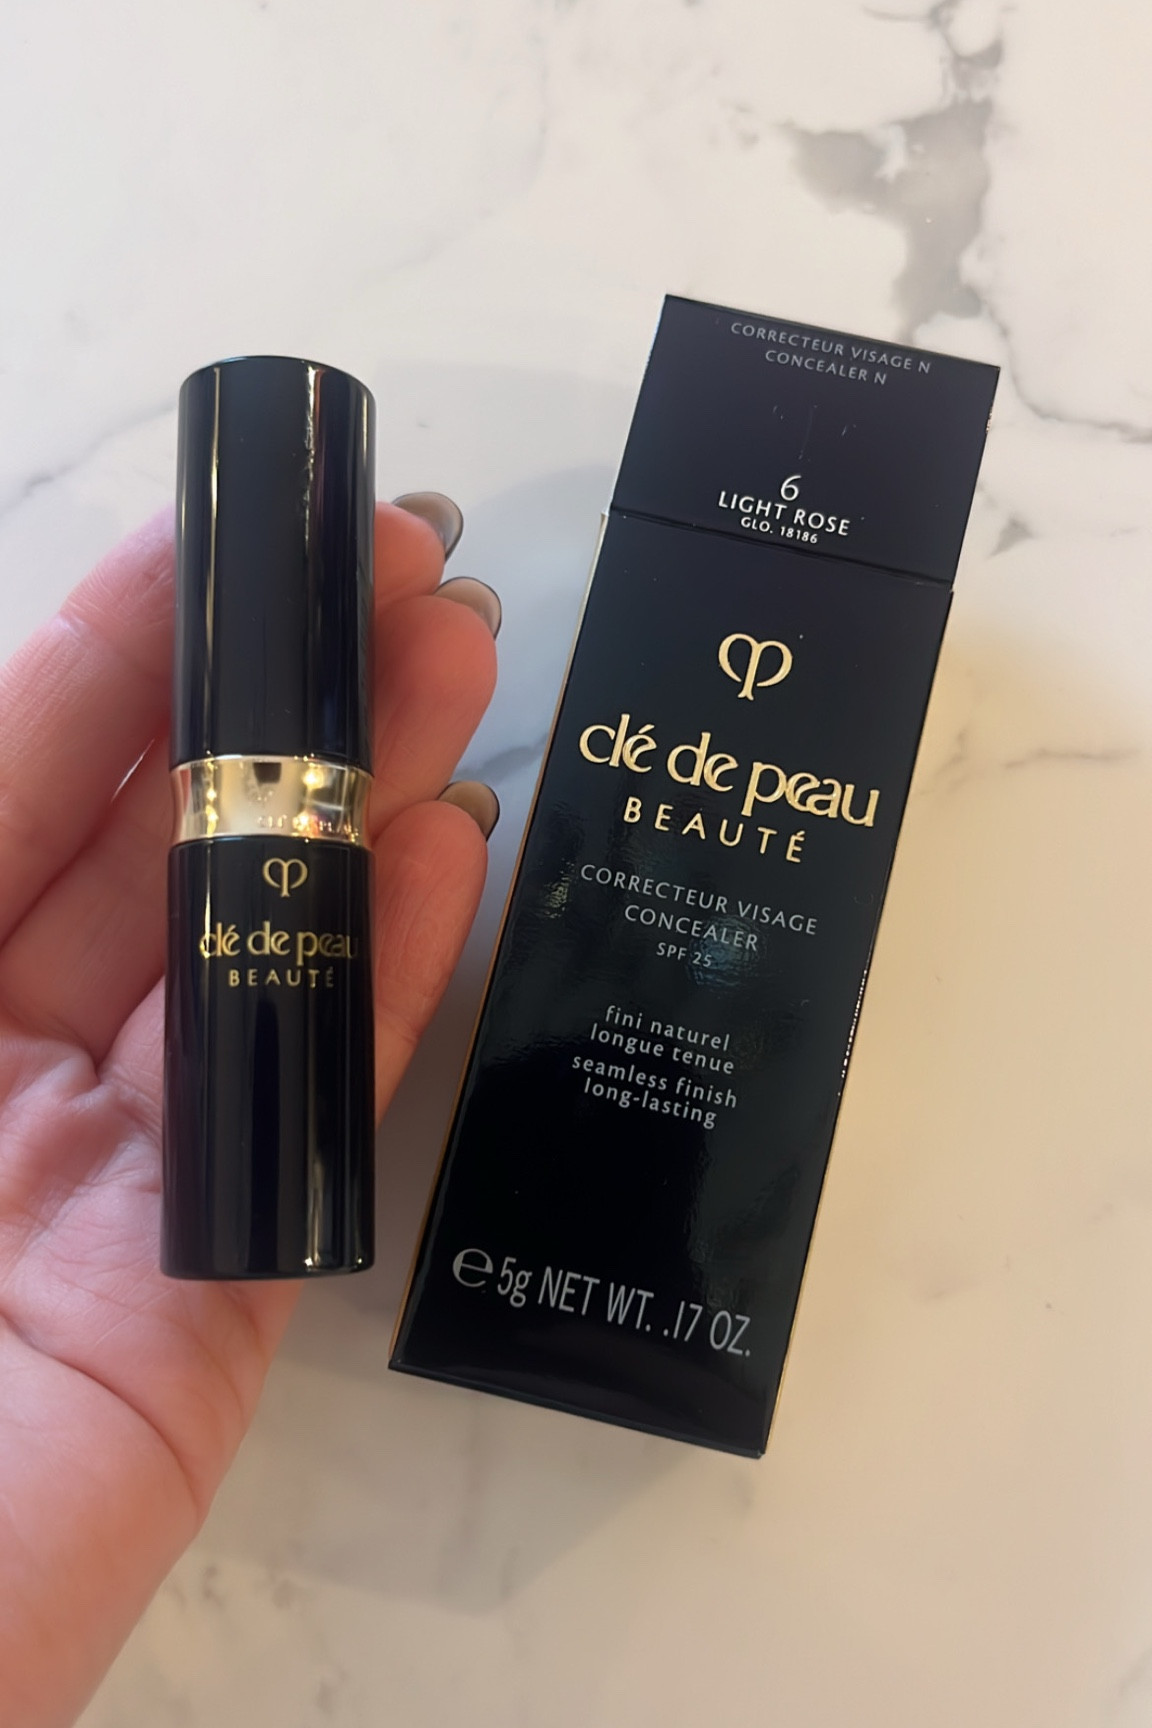 clé de peau
BEAUTÉ
CORRECTEUR VISAGE N
CONCEALER N
6
LIGHT ROSE
GLO. 18186
clé de peau
BEAUTÉ
CORRECTEUR VISAGE
CONCEALER
SPF 25
fini naturel
longue tenue
seamless finish
long-lasting
℮ 5g NET WT. .17 OZ.